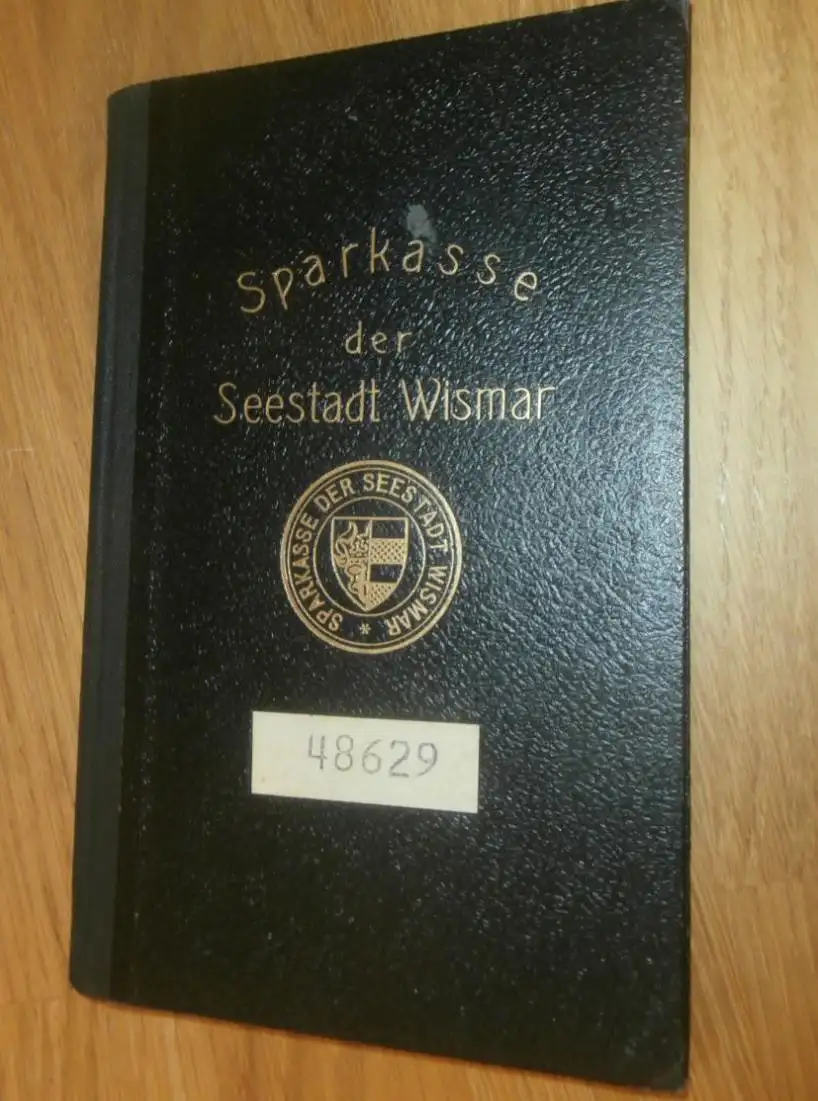 Sparkasse
der
Seestadt Wismar
SPARKASSE DER SEESTADT WISMAR *
48629